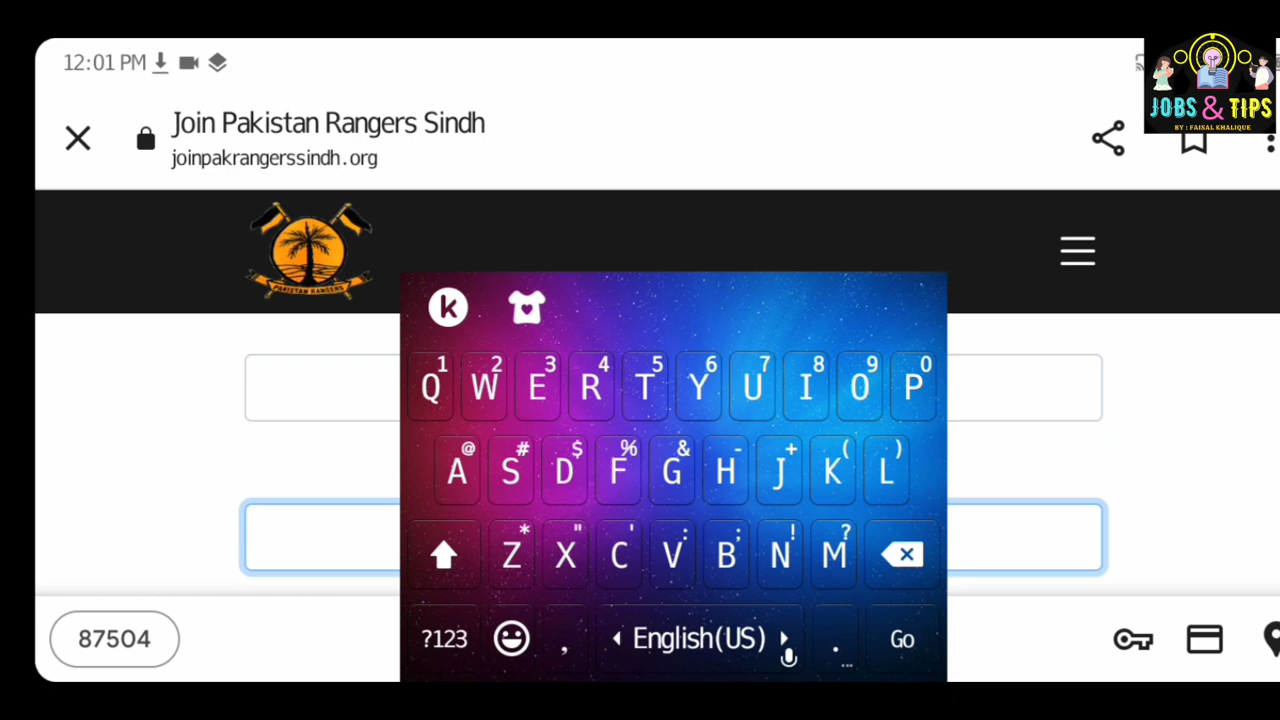 12:01 PM
Join Pakistan Rangers Sindh
joinpakrangerssindh.org
JOBS & TIPS
BY : FAISAL KHALIQUE
PAKISTAN RANGERS
k
1 2 3 4 5 6 7 8 9 0
Q W E R T Y U I O P
@ # $ % & - + ( )
A S D F G H J K L
* " ' : ; ! ?
Z X C V B N M
87504
?123 , English(US) . Go
...